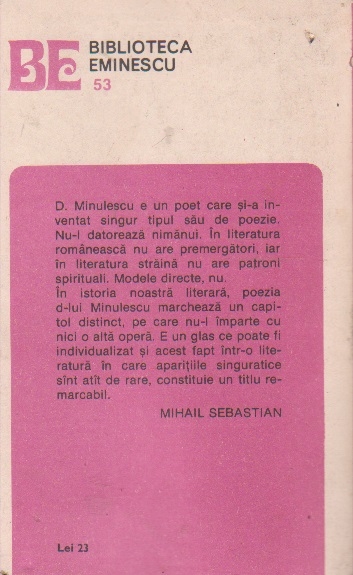 BE BIBLIOTECA
EMINESCU
53
D. Minulescu e un poet care și-a in-
ventat singur tipul său de poezie.
Nu-l datorează nimănui. În literatura
românească nu are premergători, iar
în literatura străină nu are patroni
spirituali. Modele directe, nu.
În istoria noastră literară, poezia
d-lui Minulescu marchează un capi-
tol distinct, pe care nu-l împarte cu
nici o altă operă. E un glas ce poate fi
individualizat și acest fapt într-o lite-
ratură în care aparițiile singuratice
sînt atît de rare, constituie un titlu re-
marcabil.
MIHAIL SEBASTIAN
Lei 23